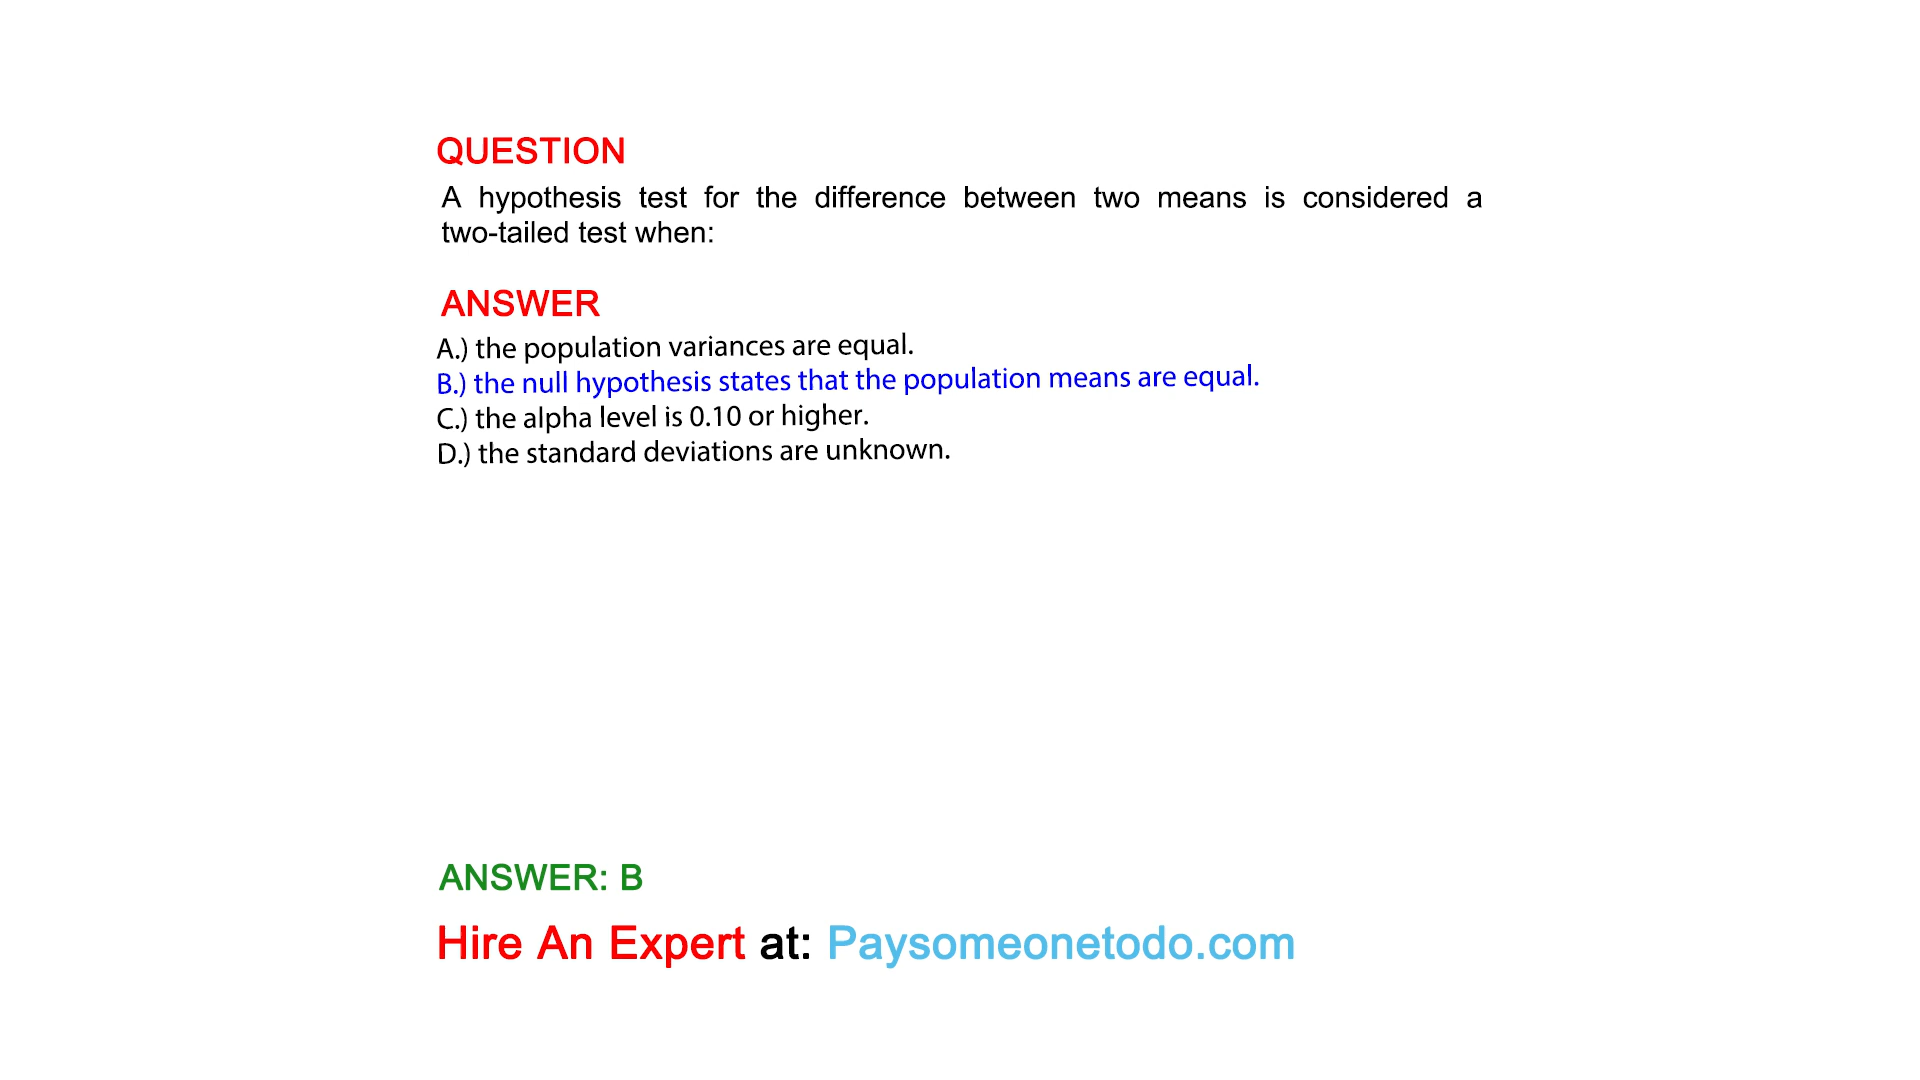 QUESTION
A hypothesis test for the difference between two means is considered a
two-tailed test when:
ANSWER
A.) the population variances are equal.
B.) the null hypothesis states that the population means are equal.
C.) the alpha level is 0.10 or higher.
D.) the standard deviations are unknown.
ANSWER: B
Hire An Expert at: Paysomeonetodo.com